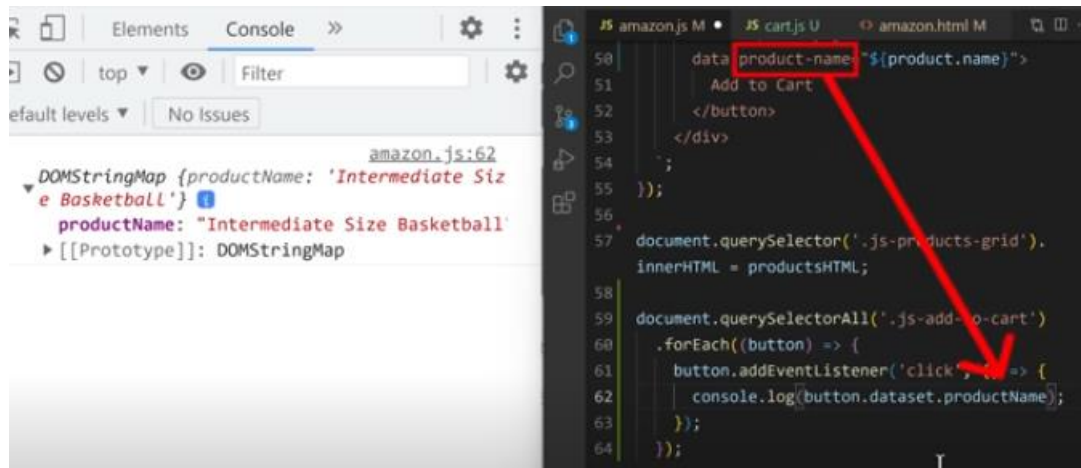 Elements Console »
top ▼ Filter
efault levels ▼ No Issues
amazon.js:62
DOMStringMap {productName: 'Intermediate Siz
e Basketball'} i
productName: "Intermediate Size Basketball"
▶ [[Prototype]]: DOMStringMap
JS amazon.js M ● JS cart.js U <> amazon.html M
50 data product-name "${product.name}">
51 Add to Cart
52 </button>
53 </div>
54 `;
55 });
56
57 document.querySelector('.js-products-grid').
innerHTML = productsHTML;
58
59 document.querySelectorAll('.js-add-to-cart')
60 .forEach((button) => {
61 button.addEventListener('click', () => {
62 console.log(button.dataset.productName);
63 });
64 });